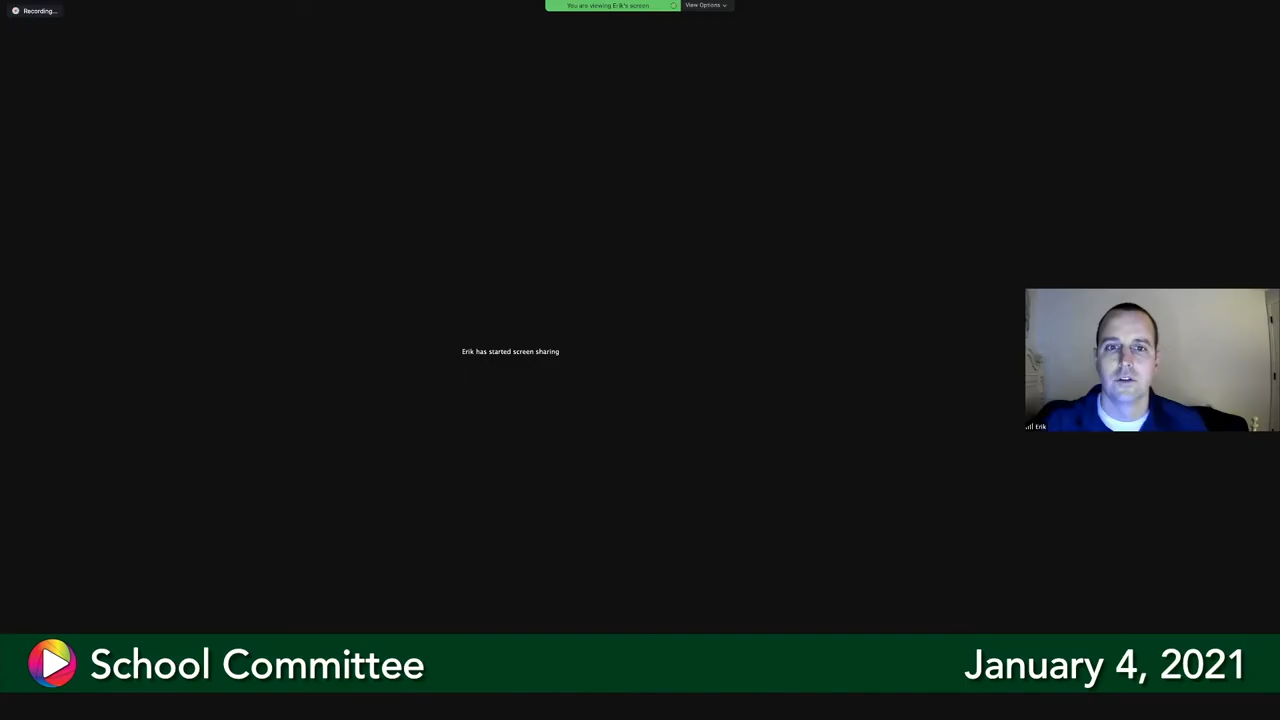 Recording...
You are viewing Erik's screen
View Options
Erik has started screen sharing
Erik
School Committee
January 4, 2021